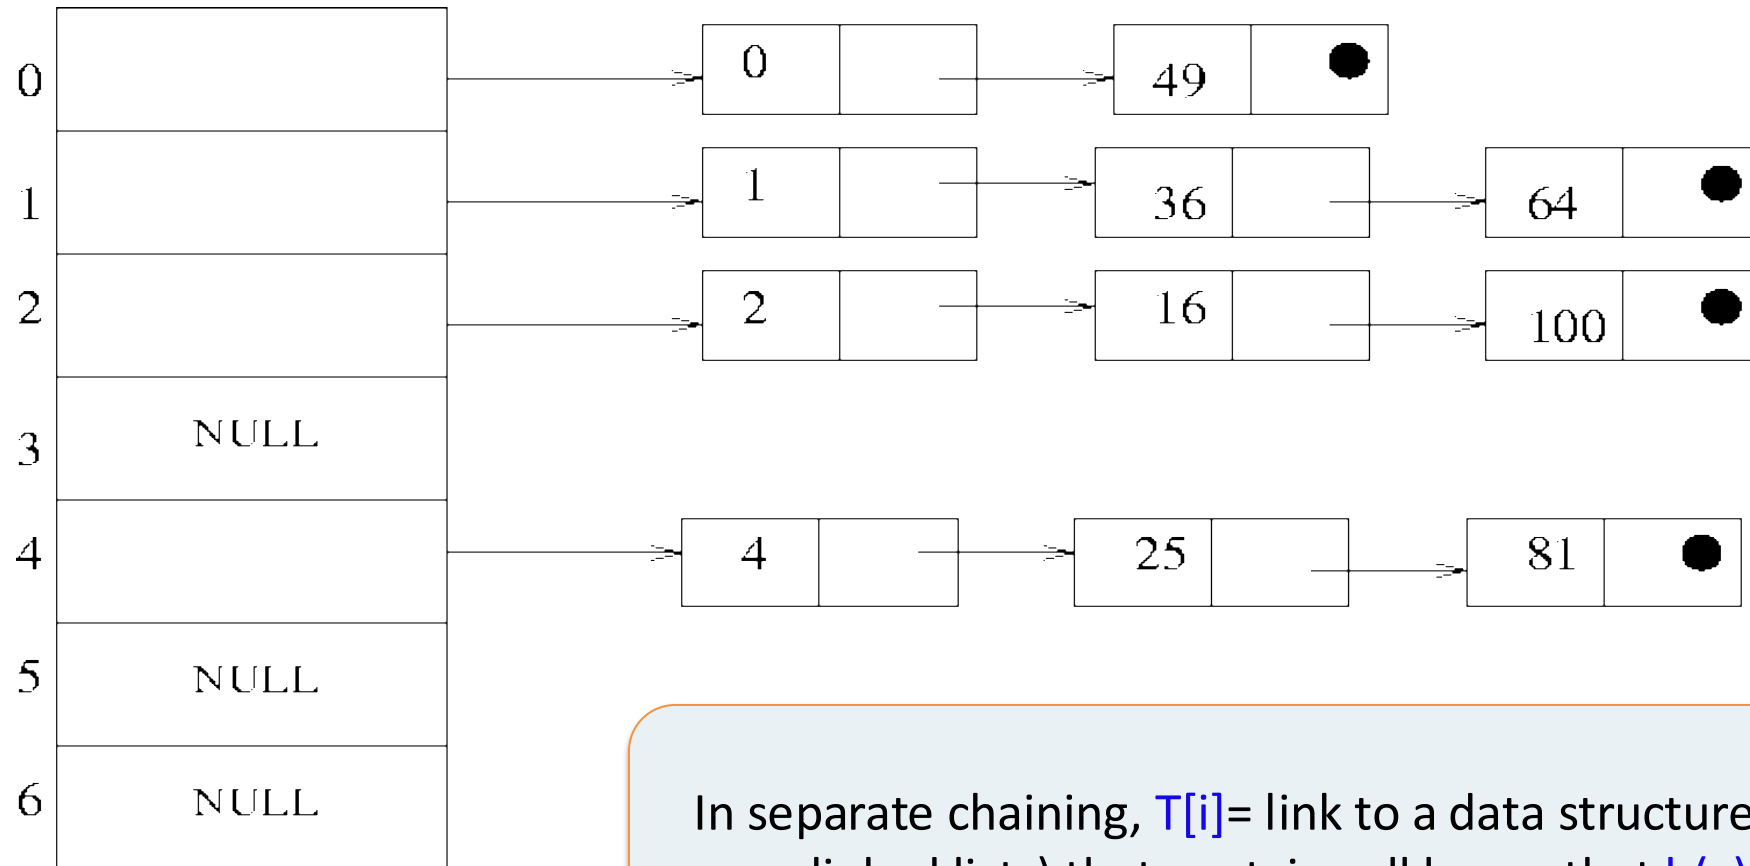 0 0 49
1 1 36 64
2 2 16 100
3 NULL
4 4 25 81
5 NULL
6 NULL
In separate chaining, T[i]= link to a data structure